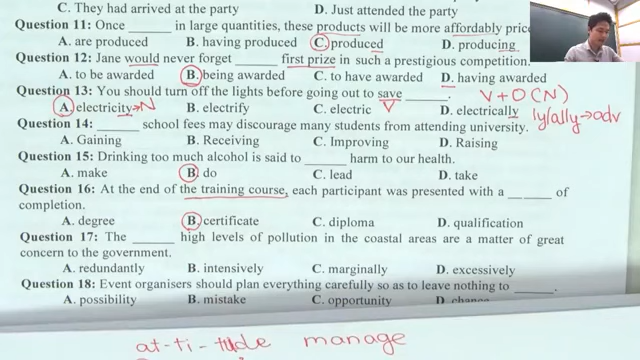 C. They had arrived at the party D. Just attended the party
Question 11: Once ______ in large quantities, these products will be more affordably
A. are produced B. having produced C. produced D. producing
Question 12: Jane would never forget ______ first prize in such a prestigious competition.
A. to be awarded B. being awarded C. to have awarded D. having awarded
Question 13: You should turn off the lights before going out to save ______. V + O (N)
A. electricity → N B. electrify C. electric V D. electrically ly/ally → adv
Question 14: ______ school fees may discourage many students from attending university.
A. Gaining B. Receiving C. Improving D. Raising
Question 15: Drinking too much alcohol is said to ______ harm to our health.
A. make B. do C. lead D. take
Question 16: At the end of the training course, each participant was presented with a ______ of
completion.
A. degree B. certificate C. diploma D. qualification
Question 17: The ______ high levels of pollution in the coastal areas are a matter of great
concern to the government.
A. redundantly B. intensively C. marginally D. excessively
Question 18: Event organisers should plan everything carefully so as to leave nothing to ______.
A. possibility B. mistake C. opportunity D. chance
at-ti-tude manage